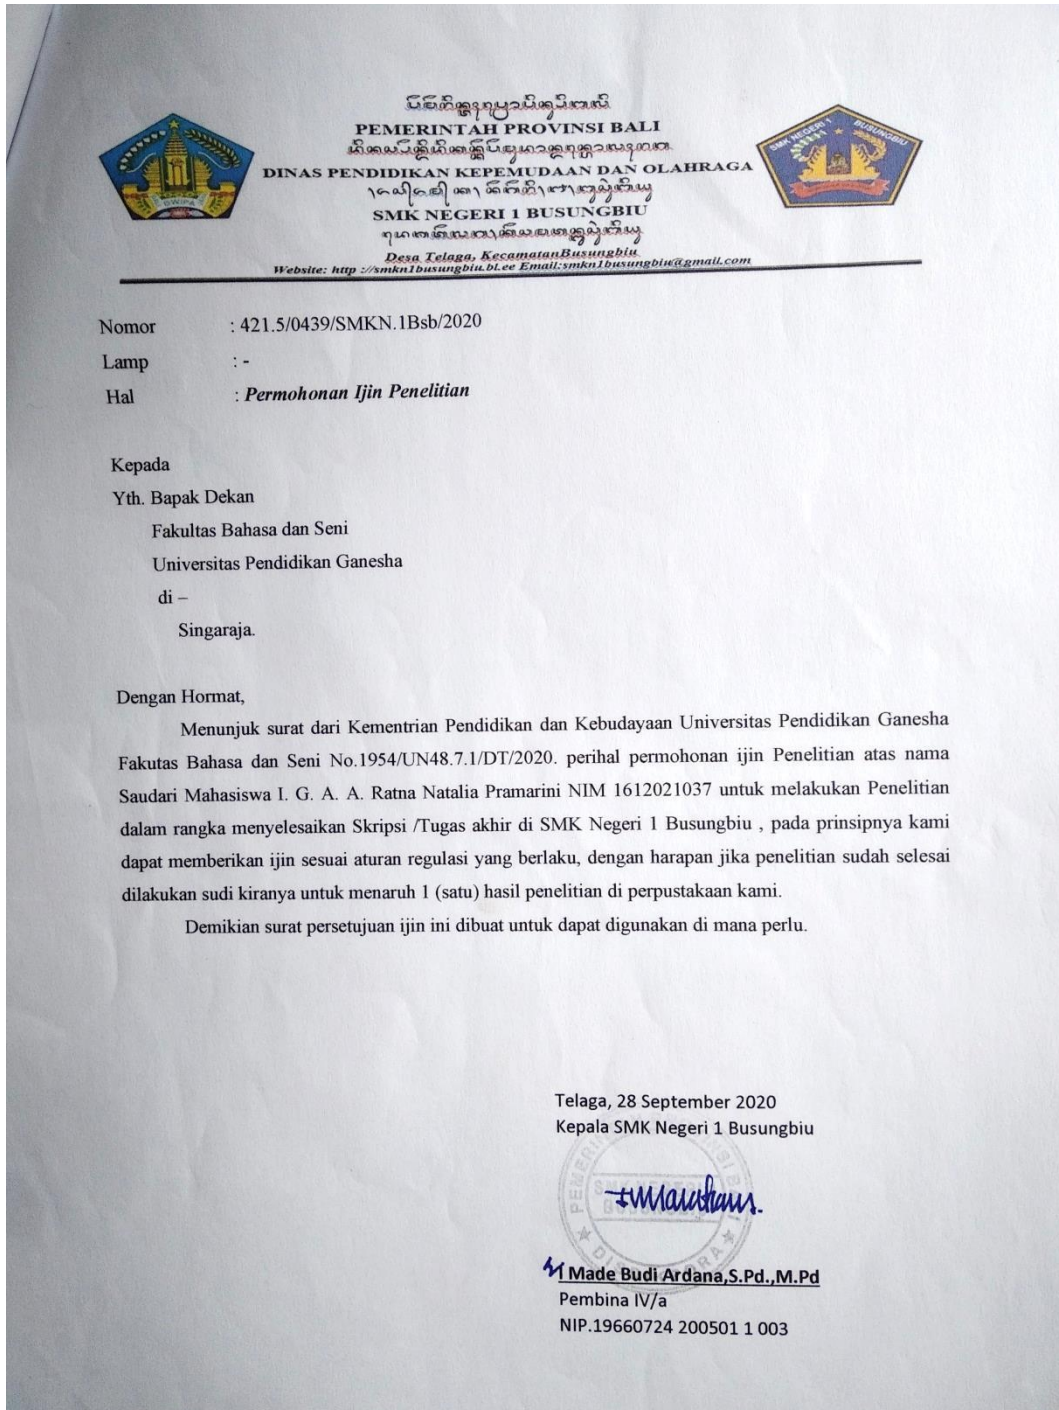 PEMERINTAH PROVINSI BALI
DINAS PENDIDIKAN KEPEMUDAAN DAN OLAHRAGA
SMK NEGERI 1 BUSUNGBIU
Desa Telaga, KecamatanBusungbiu
Website: http ://smkn1busungbiu.bl.ee Email:smkn1busungbiu@gmail.com
DWIPA
SMK NEGERI 1 BUSUNGBIU
Nomor : 421.5/0439/SMKN.1Bsb/2020
Lamp : -
Hal : Permohonan Ijin Penelitian
Kepada
Yth. Bapak Dekan
Fakultas Bahasa dan Seni
Universitas Pendidikan Ganesha
di –
Singaraja.
Dengan Hormat,
Menunjuk surat dari Kementrian Pendidikan dan Kebudayaan Universitas Pendidikan Ganesha
Fakutas Bahasa dan Seni No.1954/UN48.7.1/DT/2020. perihal permohonan ijin Penelitian atas nama
Saudari Mahasiswa I. G. A. A. Ratna Natalia Pramarini NIM 1612021037 untuk melakukan Penelitian
dalam rangka menyelesaikan Skripsi /Tugas akhir di SMK Negeri 1 Busungbiu , pada prinsipnya kami
dapat memberikan ijin sesuai aturan regulasi yang berlaku, dengan harapan jika penelitian sudah selesai
dilakukan sudi kiranya untuk menaruh 1 (satu) hasil penelitian di perpustakaan kami.
Demikian surat persetujuan ijin ini dibuat untuk dapat digunakan di mana perlu.
Telaga, 28 September 2020
Kepala SMK Negeri 1 Busungbiu
I Made Budi Ardana,S.Pd.,M.Pd
Pembina IV/a
NIP.19660724 200501 1 003